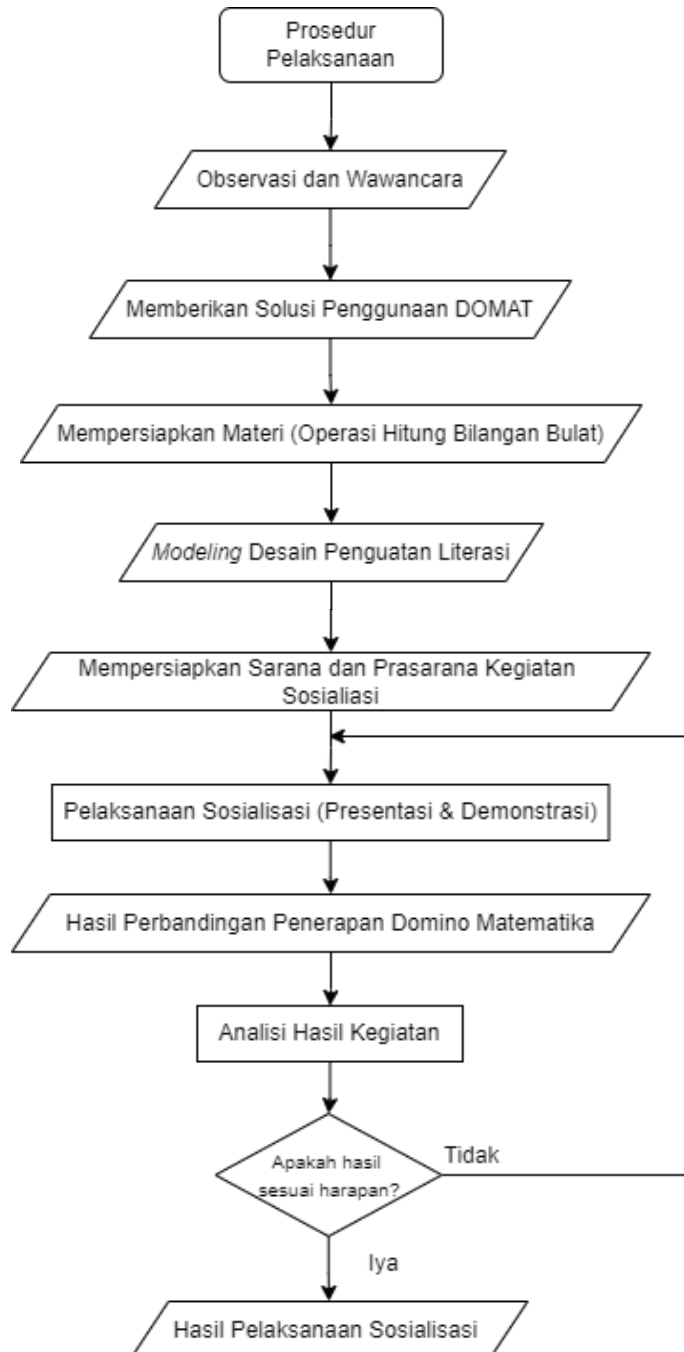 Prosedur
Pelaksanaan
Observasi dan Wawancara
Memberikan Solusi Penggunaan DOMAT
Mempersiapkan Materi (Operasi Hitung Bilangan Bulat)
Modeling Desain Penguatan Literasi
Mempersiapkan Sarana dan Prasarana Kegiatan
Sosialiasi
Pelaksanaan Sosialisasi (Presentasi & Demonstrasi)
Hasil Perbandingan Penerapan Domino Matematika
Analisi Hasil Kegiatan
Apakah hasil
sesuai harapan?
Tidak
Iya
Hasil Pelaksanaan Sosialisasi